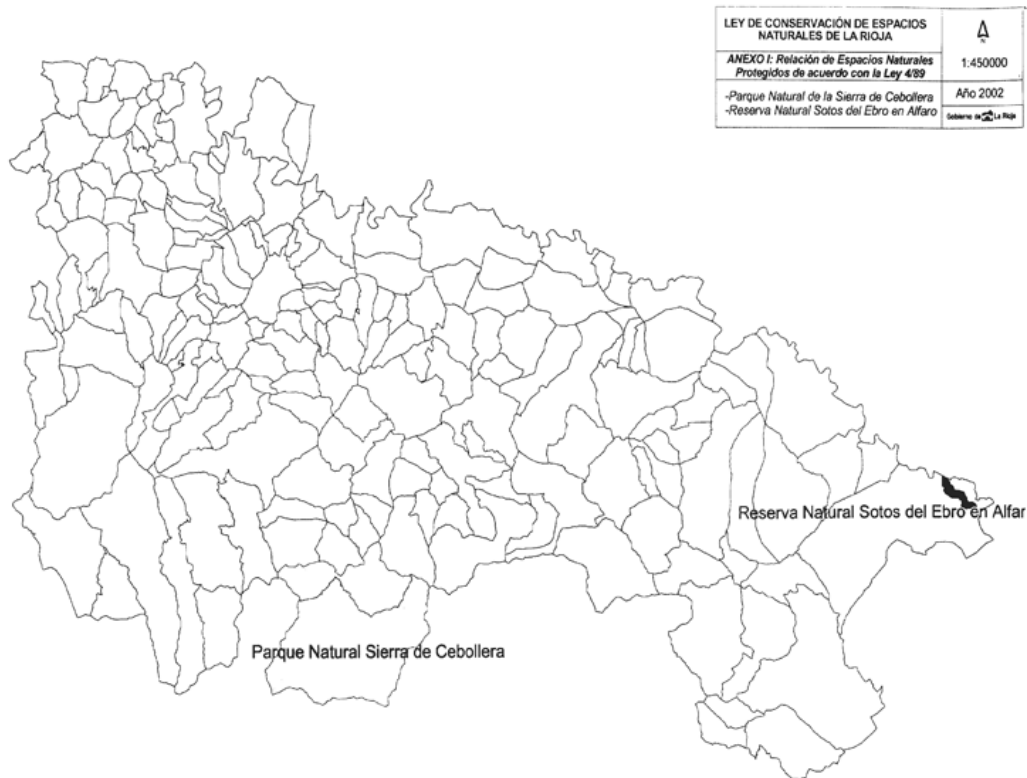 LEY DE CONSERVACIÓN DE ESPACIOS
NATURALES DE LA RIOJA
N
ANEXO I: Relación de Espacios Naturales
Protegidos de acuerdo con la Ley 4/89
1:450000
-Parque Natural de la Sierra de Cebollera
-Reserva Natural Sotos del Ebro en Alfaro
Año 2002
Gobierno de La Rioja
Reserva Natural Sotos del Ebro en Alfar
Parque Natural Sierra de Cebollera